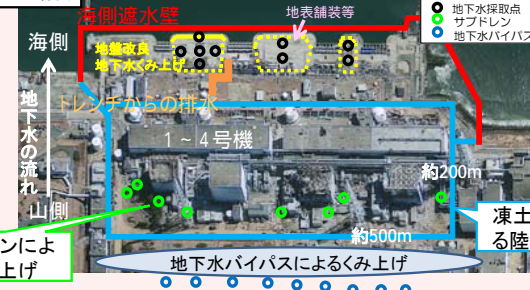 海側遮水壁
地表舗装等
地下水採取点
サブドレン
地下水バイパス
海側
地盤改良
地下水くみ上げ
トレンチからの排水
地下水の流れ
1～4号機
約200m
山側
凍土
る陸
ンによ
上げ
約500m
地下水バイパスによるくみ上げ